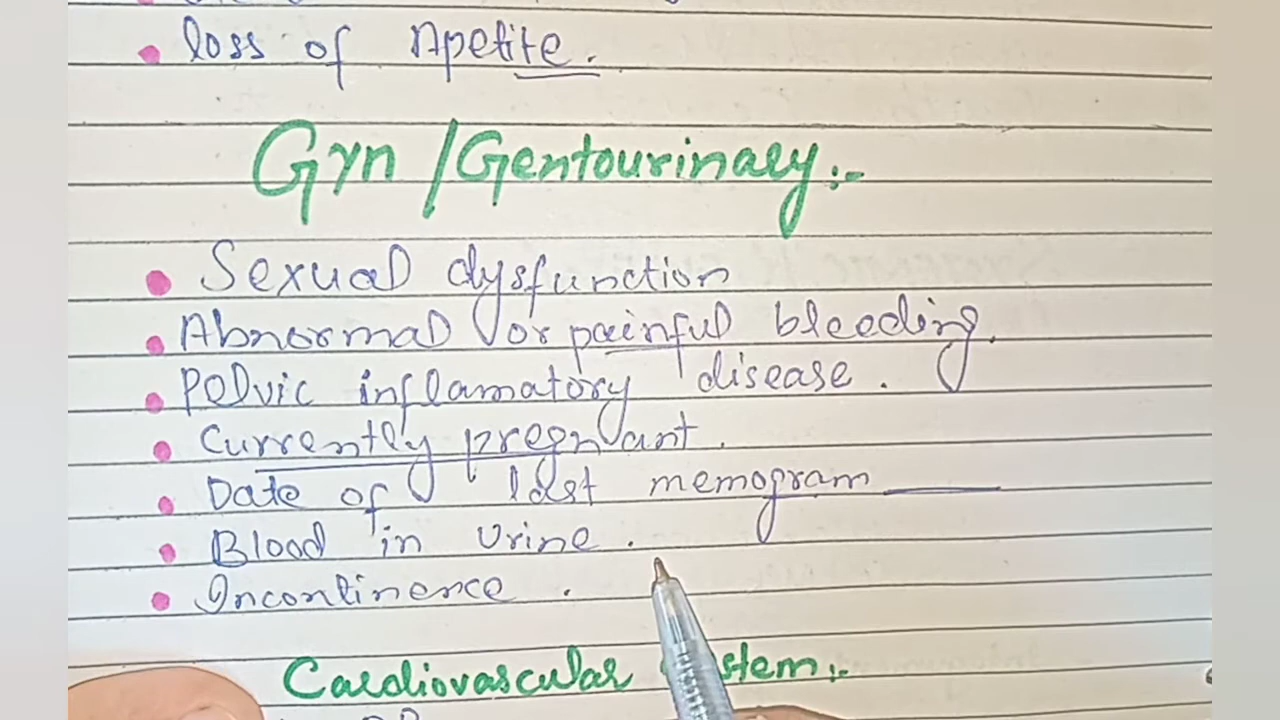 loss of Apetite.
Gyn /Gentourinary:-
Sexual dysfunction
Abnormal or painful bleeding.
Pelvic inflamatory disease.
Currently pregnant.
Date of last memogram
Blood in Urine.
Incontinence.
Cardiovascular System:-